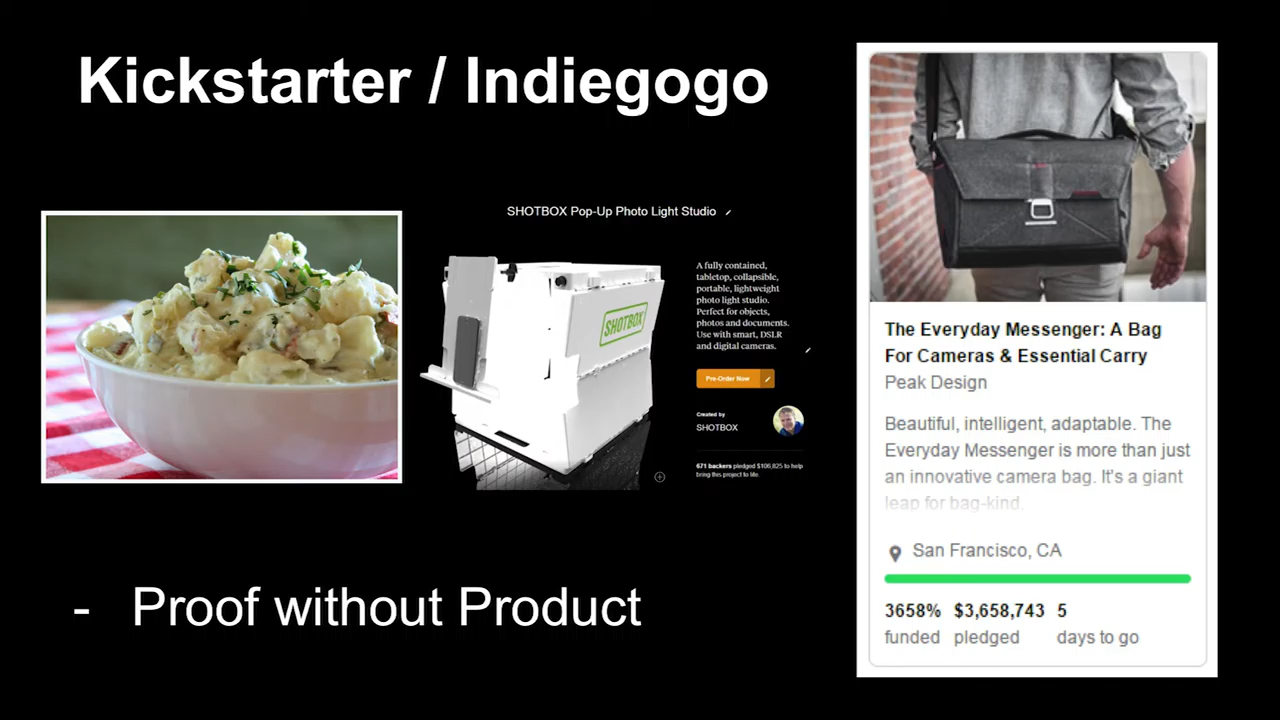 Kickstarter / Indiegogo
SHOTBOX Pop-Up Photo Light Studio
SHOTBOX
A fully contained,
tabletop, collapsible,
portable, lightweight
photo light studio.
Perfect for objects,
photos and documents.
Use with smart, DSLR
and digital cameras.
Pre-Order Now
Created by
SHOTBOX
671 backers pledged $106,825 to help
bring this project to life.
The Everyday Messenger: A Bag
For Cameras & Essential Carry
Peak Design
Beautiful, intelligent, adaptable. The
Everyday Messenger is more than just
an innovative camera bag. It's a giant
leap for bag-kind.
San Francisco, CA
3658% $3,658,743 5
funded pledged days to go
- Proof without Product